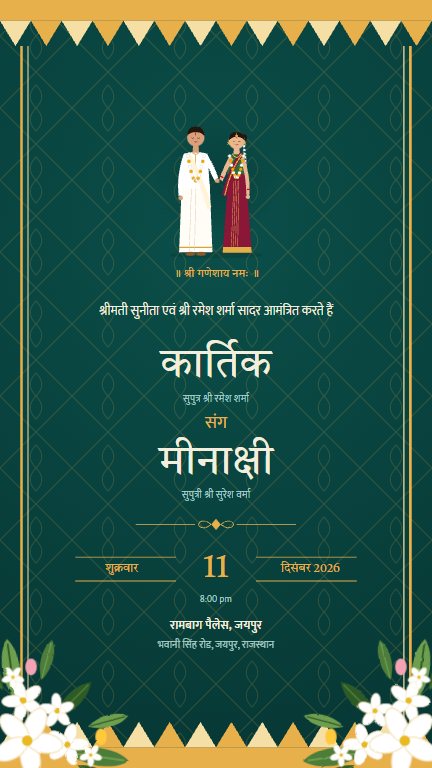 ॥ श्री गणेशाय नमः ॥
श्रीमती सुनीता एवं श्री रमेश शर्मा सादर आमंत्रित करते हैं
कार्तिक
सुपुत्र श्री रमेश शर्मा
संग
मीनाक्षी
सुपुत्री श्री सुरेश वर्मा
शुक्रवार 11 दिसंबर 2026
8:00 pm
रामबाग पैलेस, जयपुर
भवानी सिंह रोड, जयपुर, राजस्थान